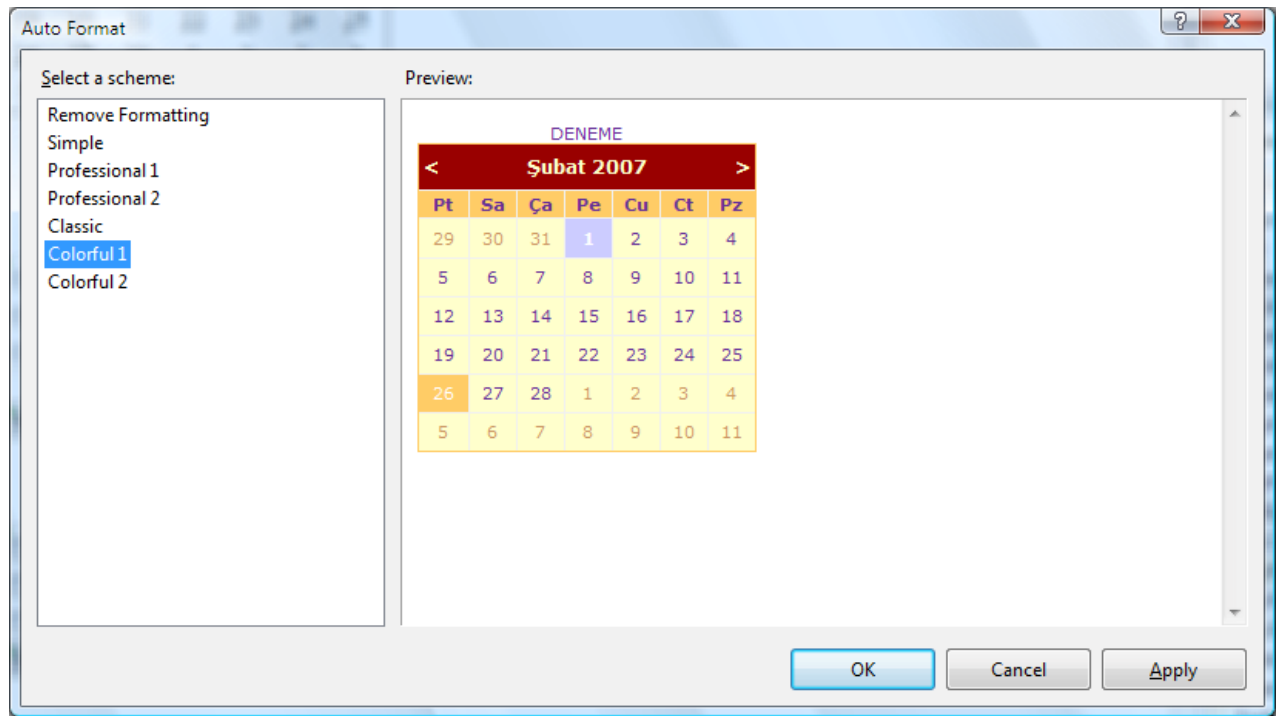 Auto Format
Select a scheme:
Remove Formatting
Simple
Professional 1
Professional 2
Classic
Colorful 1
Colorful 2
Preview:
DENEME
< Şubat 2007 >
Pt Sa Ça Pe Cu Ct Pz
29 30 31 1 2 3 4
5 6 7 8 9 10 11
12 13 14 15 16 17 18
19 20 21 22 23 24 25
26 27 28 1 2 3 4
5 6 7 8 9 10 11
OK Cancel Apply